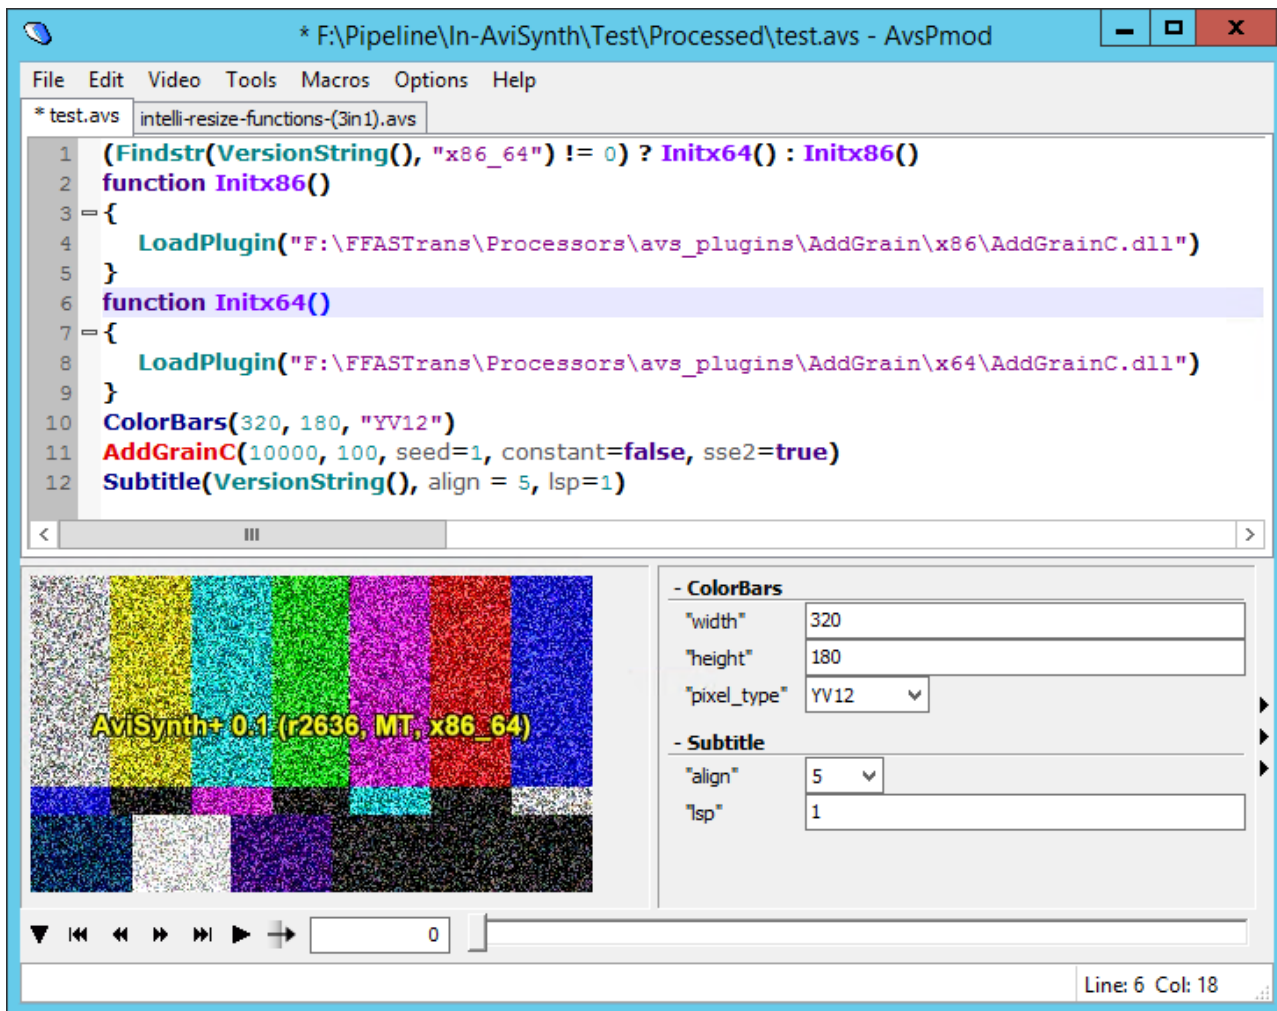 * F:\Pipeline\In-AviSynth\Test\Processed\test.avs - AvsPmod
File Edit Video Tools Macros Options Help
* test.avs intelli-resize-functions-(3in1).avs
1 (Findstr(VersionString(), "x86_64") != 0) ? Initx64() : Initx86()
2 function Initx86()
3 {
4 LoadPlugin("F:\FFASTrans\Processors\avs_plugins\AddGrain\x86\AddGrainC.dll")
5 }
6 function Initx64()
7 {
8 LoadPlugin("F:\FFASTrans\Processors\avs_plugins\AddGrain\x64\AddGrainC.dll")
9 }
10 ColorBars(320, 180, "YV12")
11 AddGrainC(10000, 100, seed=1, constant=false, sse2=true)
12 Subtitle(VersionString(), align = 5, lsp=1)
AviSynth+ 0.1 (r2636, MT, x86_64)
- ColorBars
"width" 320
"height" 180
"pixel_type" YV12
- Subtitle
"align" 5
"lsp" 1
0
Line: 6 Col: 18